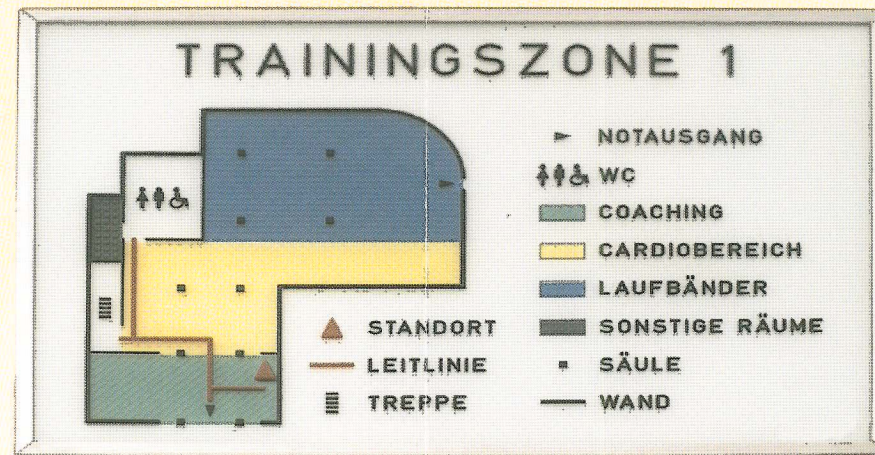 TRAININGSZONE 1
NOTAUSGANG
WC
COACHING
CARDIOBEREICH
LAUFBÄNDER
SONSTIGE RÄUME
SÄULE
WAND
STANDORT
LEITLINIE
TREPPE